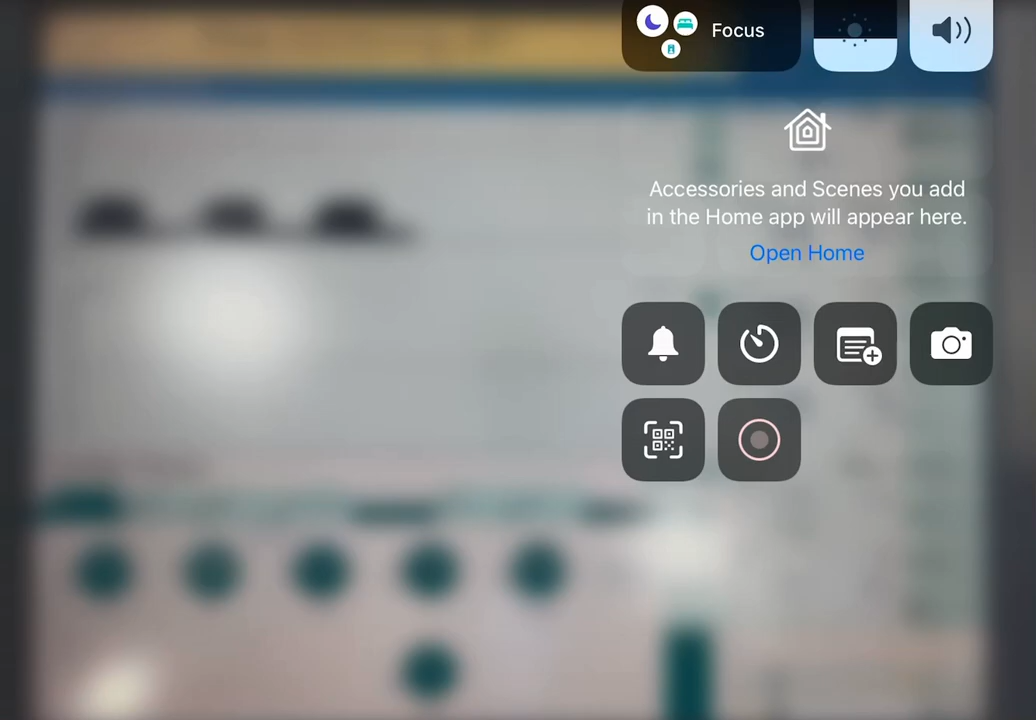 Focus
Accessories and Scenes you add
in the Home app will appear here.
Open Home